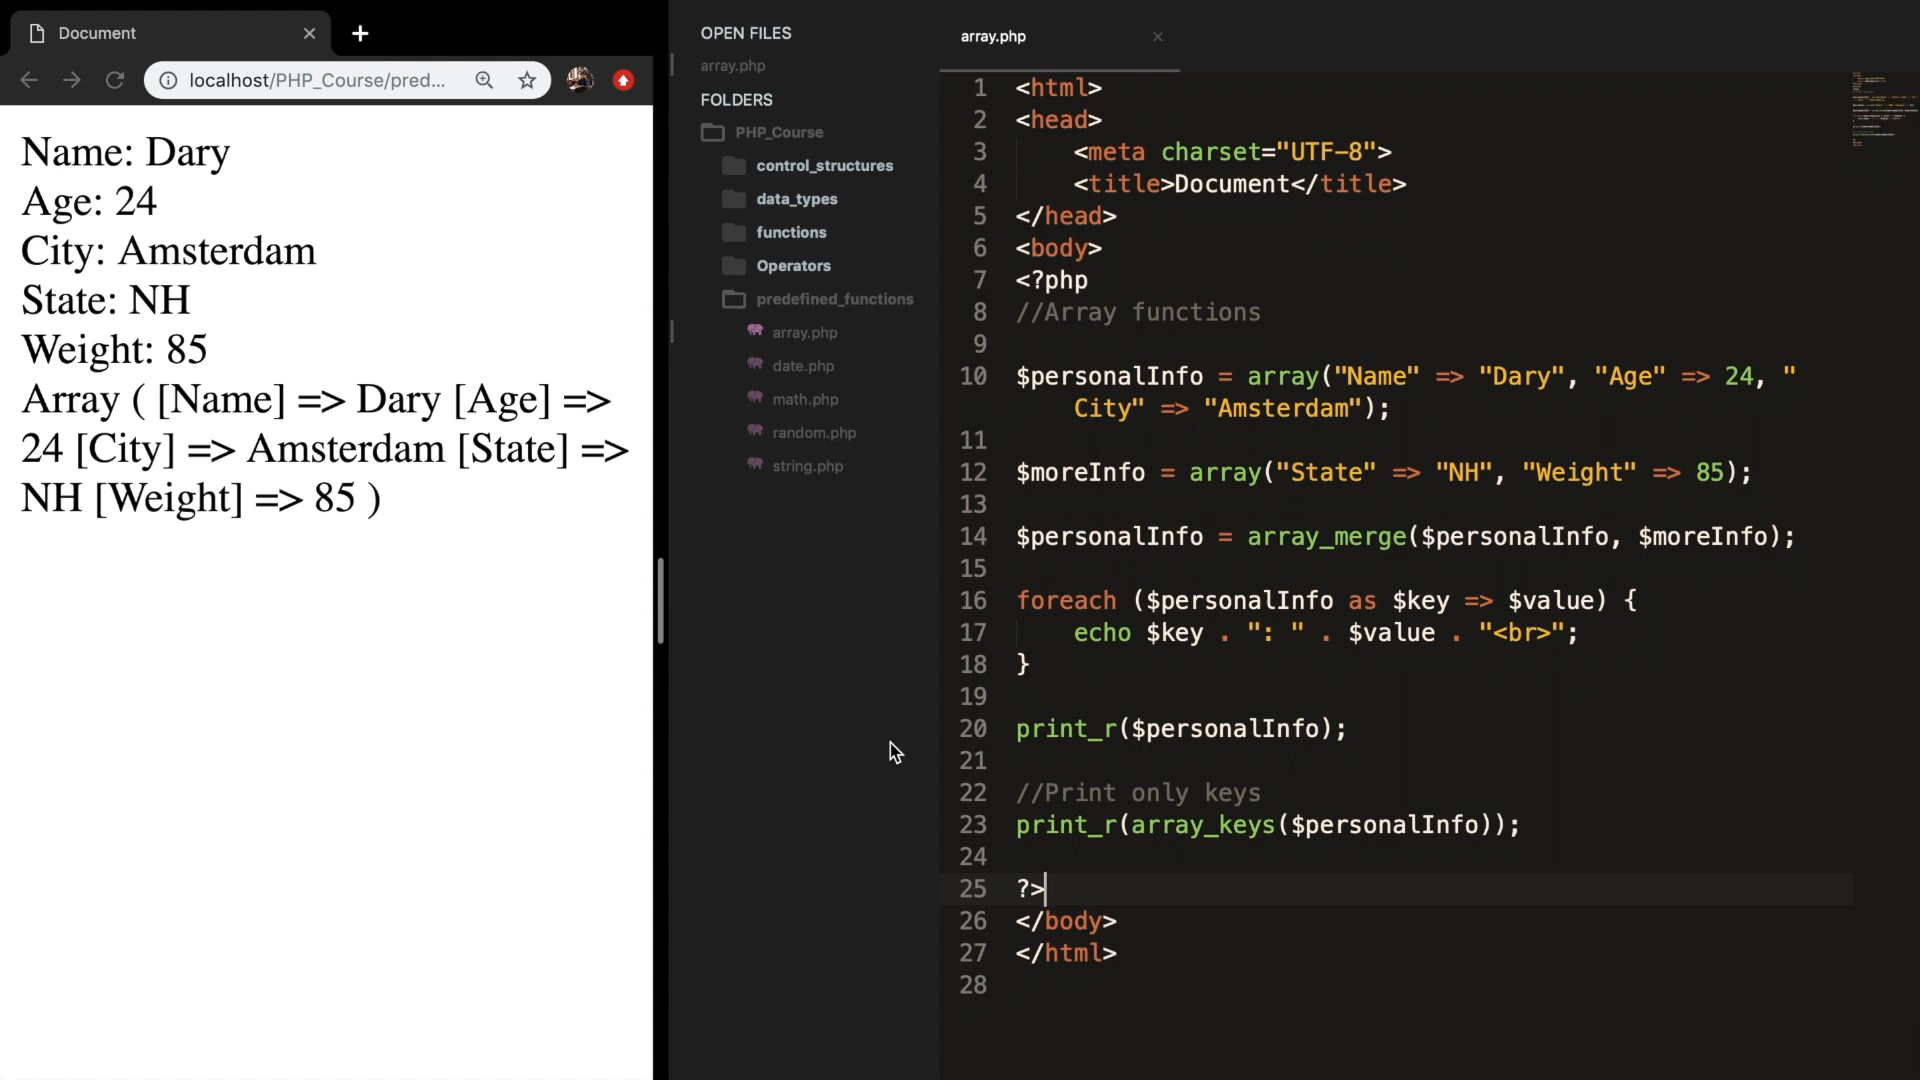 Document
localhost/PHP_Course/pred...
Name: Dary
Age: 24
City: Amsterdam
State: NH
Weight: 85
Array ( [Name] => Dary [Age] =>
24 [City] => Amsterdam [State] =>
NH [Weight] => 85 )
OPEN FILES
array.php
FOLDERS
PHP_Course
control_structures
data_types
functions
Operators
predefined_functions
array.php
date.php
math.php
random.php
string.php
array.php
1 <html>
2 <head>
3 <meta charset="UTF-8">
4 <title>Document</title>
5 </head>
6 <body>
7 <?php
8 //Array functions
9
10 $personalInfo = array("Name" => "Dary", "Age" => 24, "
City" => "Amsterdam");
11
12 $moreInfo = array("State" => "NH", "Weight" => 85);
13
14 $personalInfo = array_merge($personalInfo, $moreInfo);
15
16 foreach ($personalInfo as $key => $value) {
17 echo $key . ": " . $value . "<br>";
18 }
19
20 print_r($personalInfo);
21
22 //Print only keys
23 print_r(array_keys($personalInfo));
24
25 ?>
26 </body>
27 </html>
28